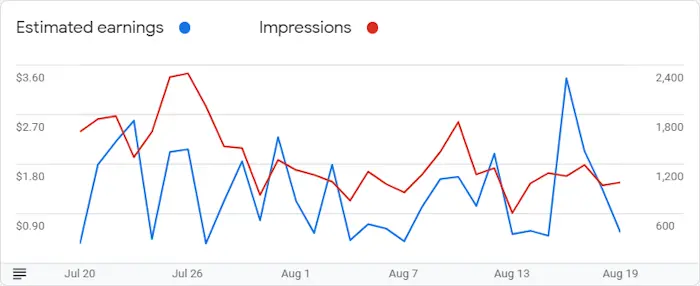 Estimated earnings Impressions
$3.60 2,400
$2.70 1,800
$1.80 1,200
$0.90 600
Jul 20 Jul 26 Aug 1 Aug 7 Aug 13 Aug 19